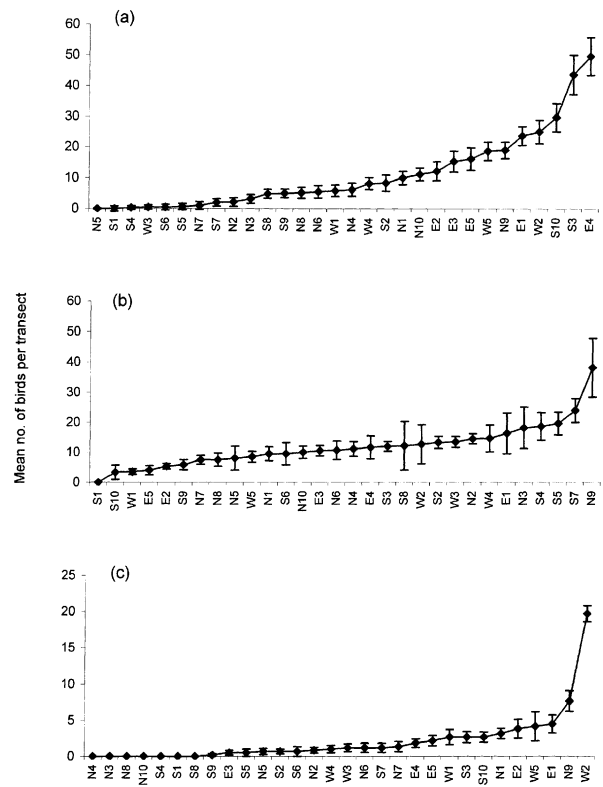 (a)
60
50
40
30
20
10
0
N5 S1 S4 W3 S6 S5 N7 S7 N2 N3 S8 S9 N8 N6 W1 N4 W4 S2 N1 N10 E2 E3 E5 W5 N9 E1 W2 S10 S3 E4
Mean no. of birds per transect
(b)
60
50
40
30
20
10
0
S1 S10 W1 E5 E2 S9 N7 N8 N5 W5 N1 S6 N10 E3 N6 N4 E4 S3 S8 W2 S2 W3 N2 W4 E1 N3 S4 S5 S7 N9
(c)
25
20
15
10
5
0
N4 N3 N8 N10 S4 S1 S8 S9 E3 S5 N5 S2 S6 N2 W4 W3 N6 S7 N7 E4 E5 W1 S3 S10 N1 E2 W5 E1 N9 W2